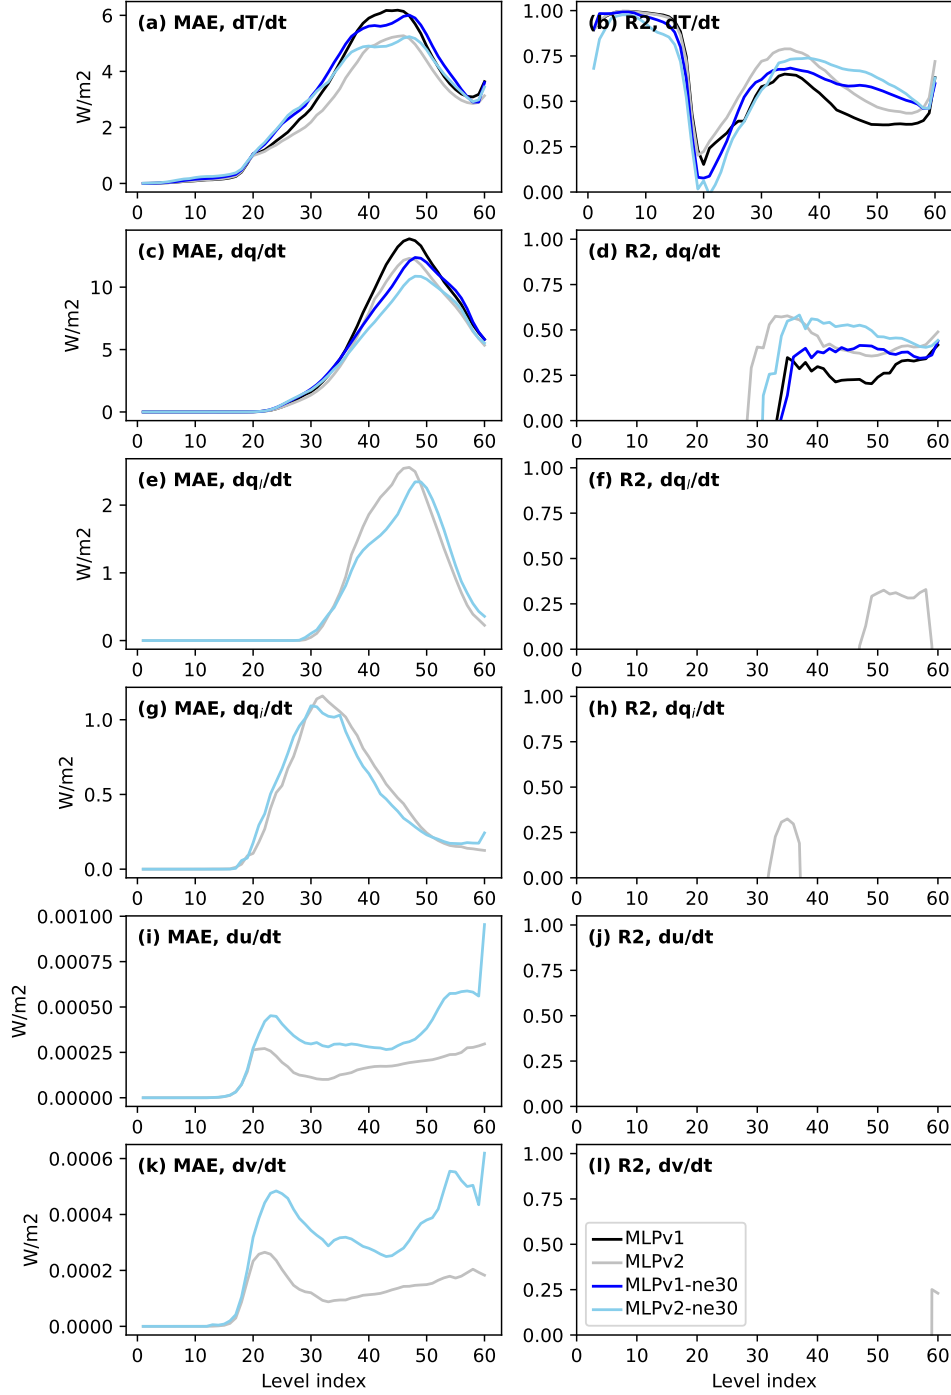 (a) MAE, dT/dt
W/m2
6
4
2
0
0 10 20 30 40 50 60
(b) R2, dT/dt
1.00
0.75
0.50
0.25
0.00
0 10 20 30 40 50 60
(c) MAE, dq/dt
W/m2
10
5
0
0 10 20 30 40 50 60
(d) R2, dq/dt
1.00
0.75
0.50
0.25
0.00
0 10 20 30 40 50 60
(e) MAE, dqₗ/dt
W/m2
2
1
0
0 10 20 30 40 50 60
(f) R2, dqₗ/dt
1.00
0.75
0.50
0.25
0.00
0 10 20 30 40 50 60
(g) MAE, dqᵢ/dt
W/m2
1.0
0.5
0.0
0 10 20 30 40 50 60
(h) R2, dqᵢ/dt
1.00
0.75
0.50
0.25
0.00
0 10 20 30 40 50 60
(i) MAE, du/dt
W/m2
0.00100
0.00075
0.00050
0.00025
0.00000
0 10 20 30 40 50 60
(j) R2, du/dt
1.00
0.75
0.50
0.25
0.00
0 10 20 30 40 50 60
(k) MAE, dv/dt
W/m2
0.0006
0.0004
0.0002
0.0000
0 10 20 30 40 50 60
Level index
(l) R2, dv/dt
1.00
0.75
0.50
0.25
0.00
MLPv1
MLPv2
MLPv1-ne30
MLPv2-ne30
0 10 20 30 40 50 60
Level index